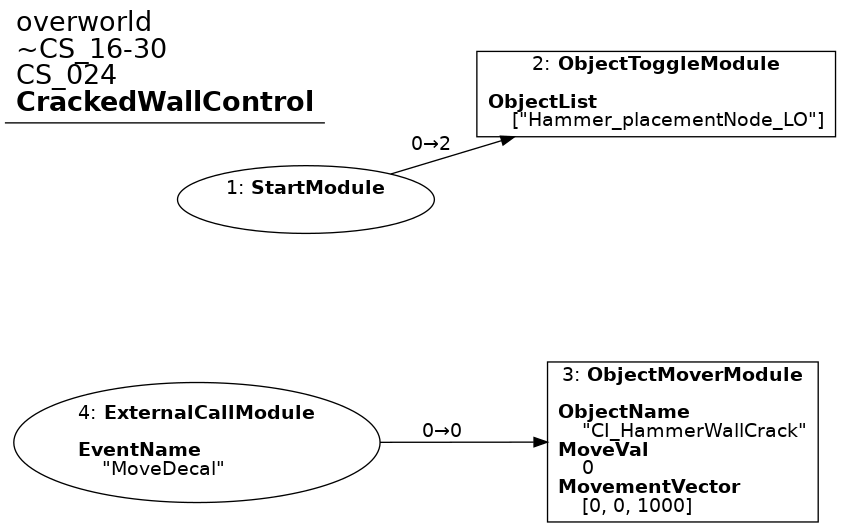 overworld
~CS_16-30
CS_024
CrackedWallControl
2: ObjectToggleModule
ObjectList
["Hammer_placementNode_LO"]
0→2
1: StartModule
3: ObjectMoverModule
ObjectName
"CI_HammerWallCrack"
MoveVal
0
MovementVector
[0, 0, 1000]
4: ExternalCallModule
EventName
"MoveDecal"
0→0